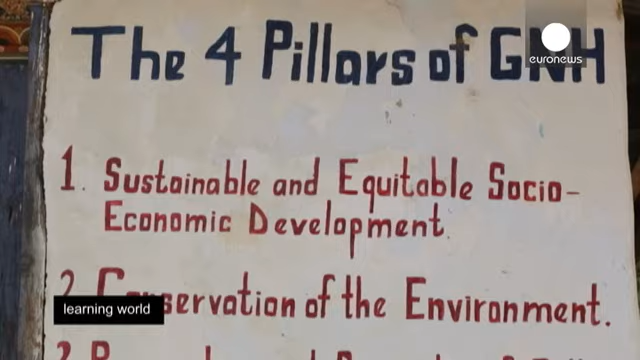 The 4 Pillars of GNH
euronews
1. Sustainable and Equitable Socio-
Economic Development.
2. Conservation of the Environment.
learning world